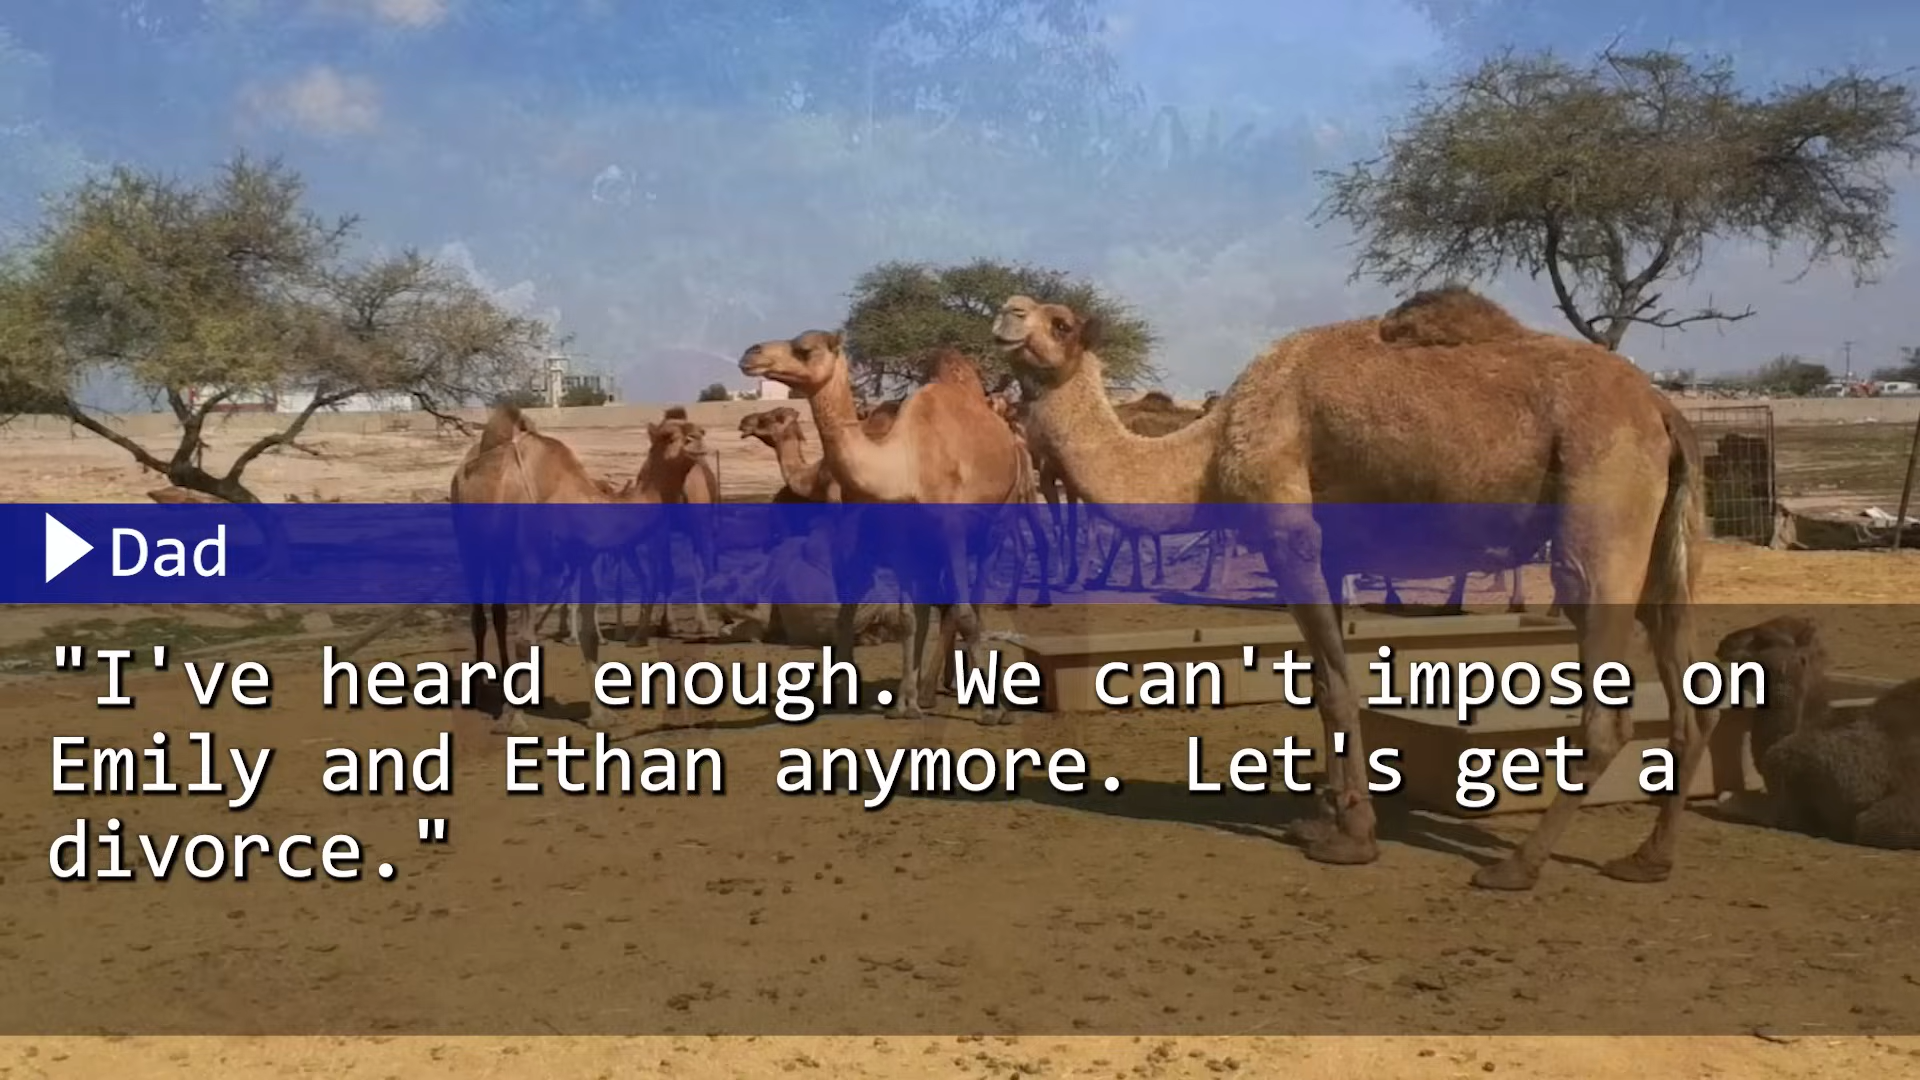 Dad
"I've heard enough. We can't impose on
Emily and Ethan anymore. Let's get a
divorce."